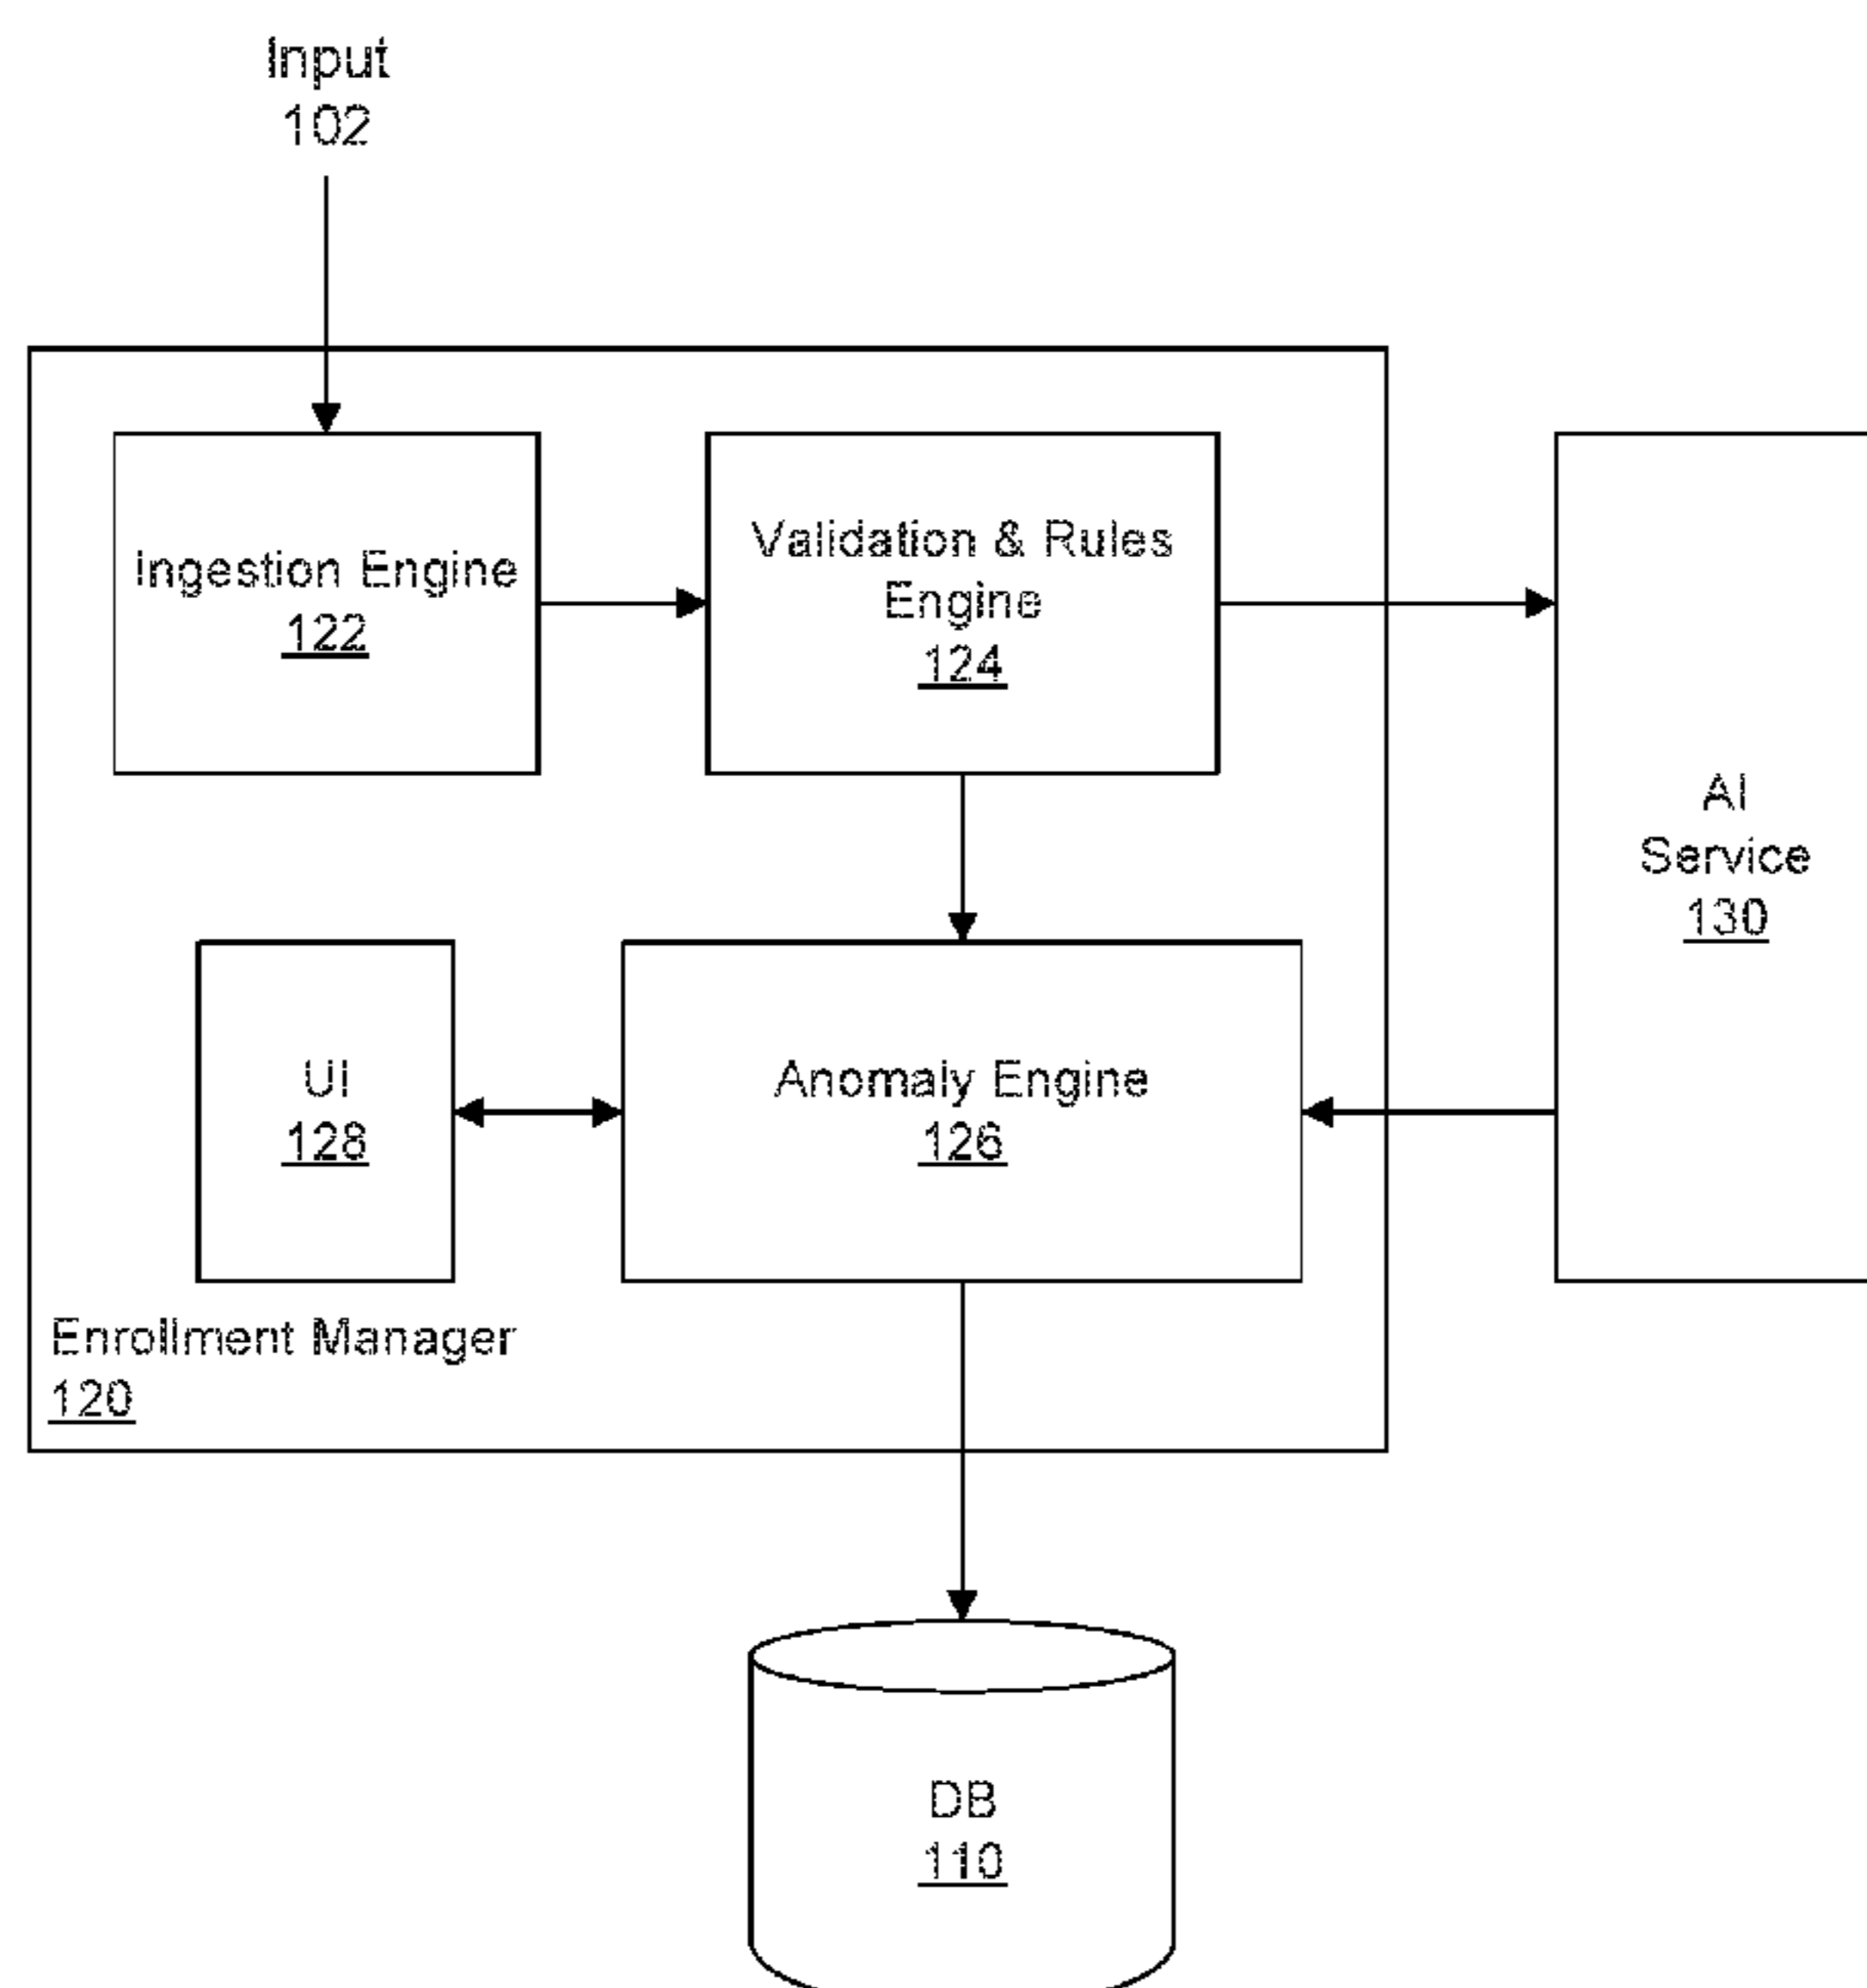 Input
102
Ingestion Engine
122
Validation & Rules
Engine
124
AI
Service
130
UI
128
Anomaly Engine
126
Enrollment Manager
120
DB
110